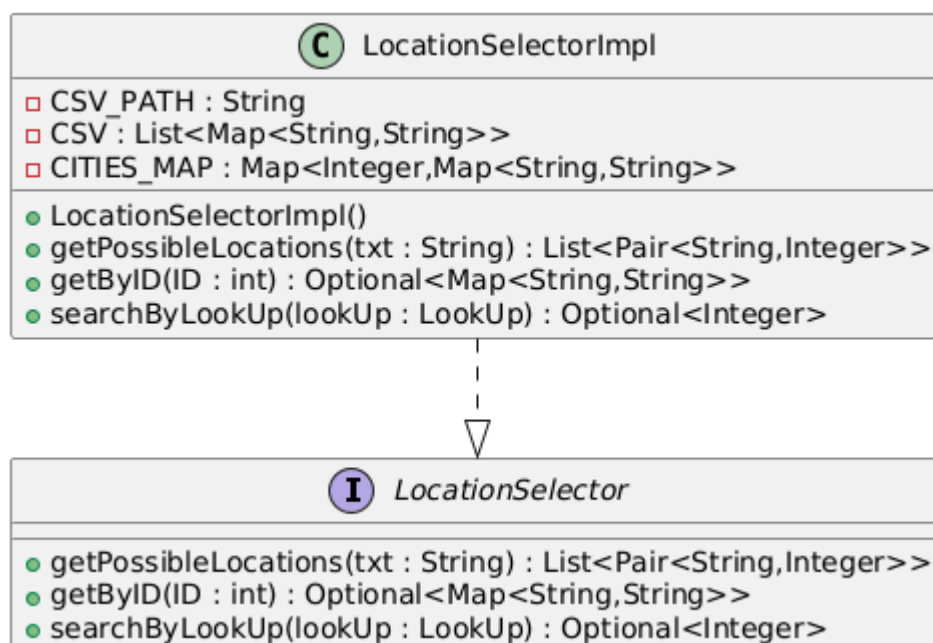 C LocationSelectorImpl
CSV_PATH : String
CSV : List<Map<String,String>>
CITIES_MAP : Map<Integer,Map<String,String>>
LocationSelectorImpl()
getPossibleLocations(txt : String) : List<Pair<String,Integer>>
getByID(ID : int) : Optional<Map<String,String>>
searchByLookUp(lookUp : LookUp) : Optional<Integer>
I LocationSelector
getPossibleLocations(txt : String) : List<Pair<String,Integer>>
getByID(ID : int) : Optional<Map<String,String>>
searchByLookUp(lookUp : LookUp) : Optional<Integer>